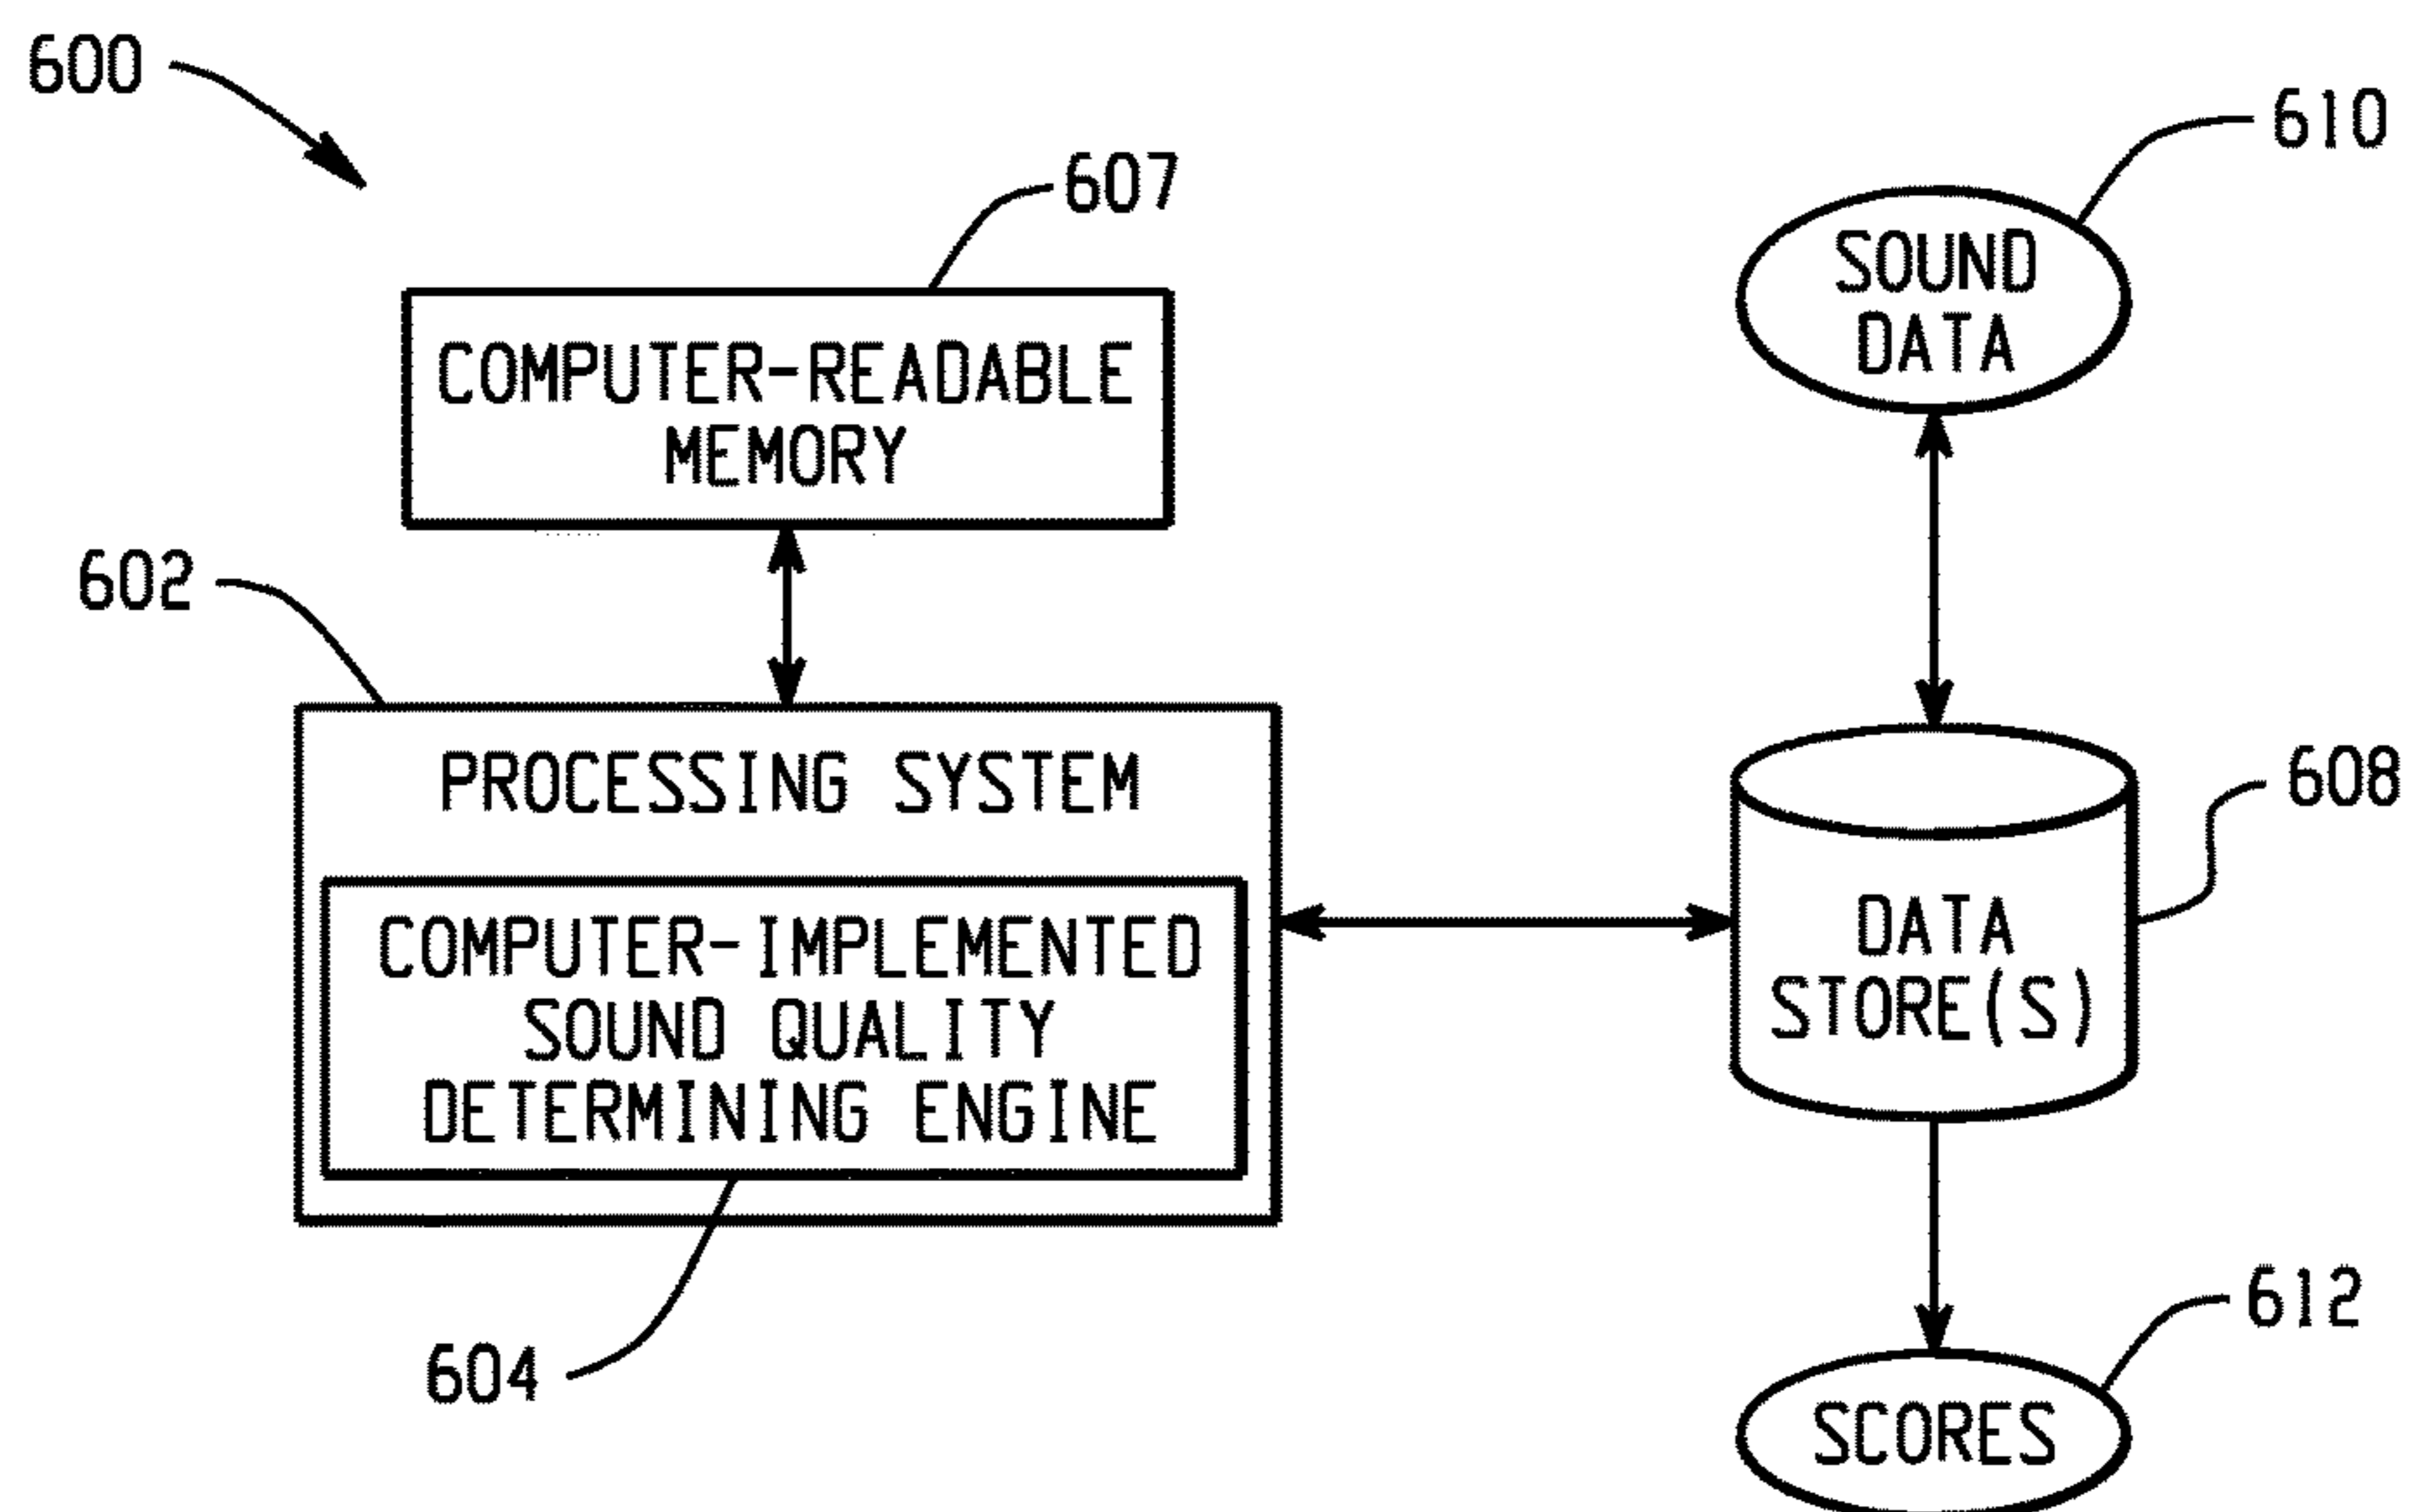 600
607
610
COMPUTER-READABLE
MEMORY
SOUND
DATA
602
PROCESSING SYSTEM
COMPUTER-IMPLEMENTED
SOUND QUALITY
DETERMINING ENGINE
608
DATA
STORE(S)
604
612
SCORES